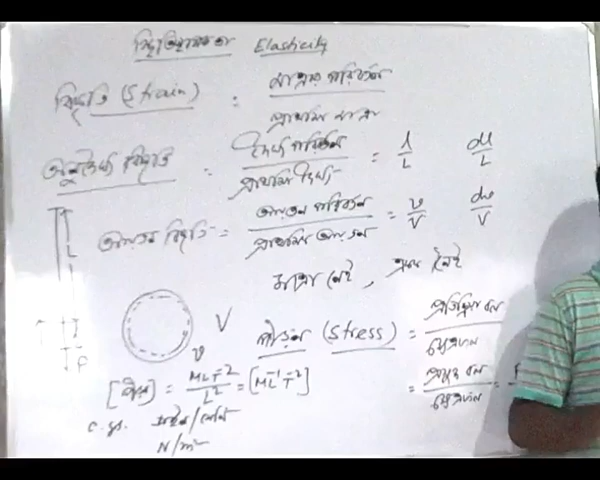 স্থিতিস্থাপকতা Elasticity
বিকৃতি (Strain) = মাত্রার পরিবর্তন / প্রাথমিক মাত্রা
অনুদৈর্ঘ্য বিকৃতি = দৈর্ঘ্য পরিবর্তন / প্রাথমিক দৈর্ঘ্য = l/L dl/L
আয়তন বিকৃতি = আয়তন পরিবর্তন / প্রাথমিক আয়তন = v/V dv/V
মাত্রা নেই, একক নেই
L
l
F
V
v
পীড়ন (Stress) = প্রতিক্রিয়া বল / ক্ষেত্রফল
= প্রযুক্ত বল / ক্ষেত্রফল =
[পীড়ন] = MLT⁻²/L² = [ML⁻¹T⁻²]
c.g.s. ডাইন/সেমি
N/m²